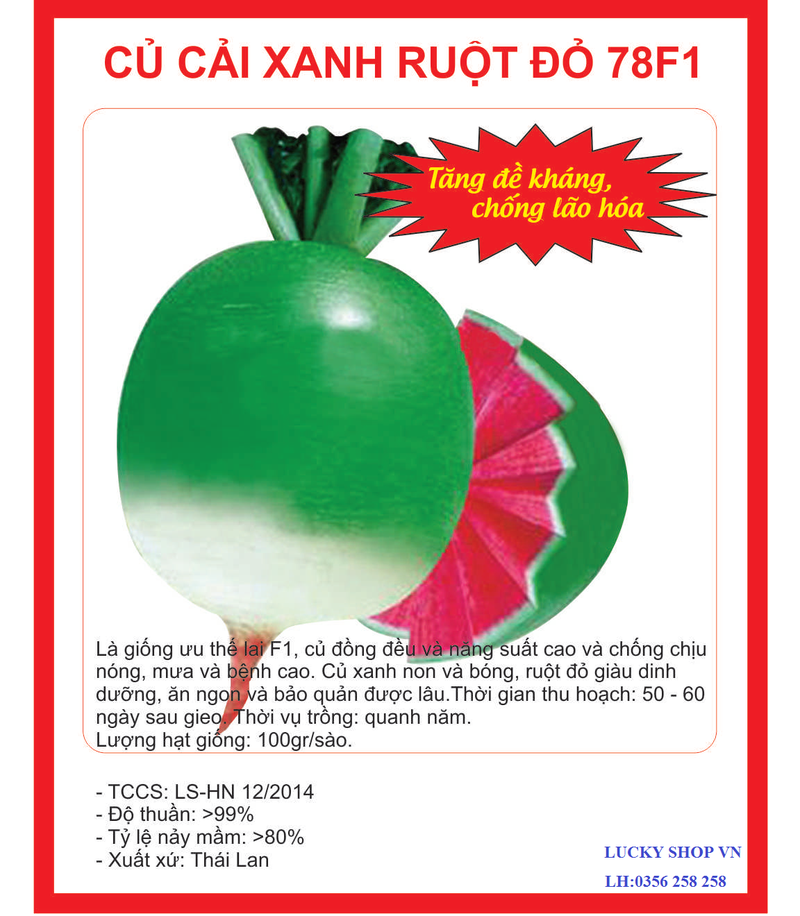 CỦ CẢI XANH RUỘT ĐỎ 78F1
Tăng đề kháng,
chống lão hóa
Là giống ưu thế lai F1, củ đồng đều và năng suất cao và chống chịu
nóng, mưa và bệnh cao. Củ xanh non và bóng, ruột đỏ giàu dinh
dưỡng, ăn ngon và bảo quản được lâu.Thời gian thu hoạch: 50 - 60
ngày sau gieo. Thời vụ trồng: quanh năm.
Lượng hạt giống: 100gr/sào.
- TCCS: LS-HN 12/2014
- Độ thuần: >99%
- Tỷ lệ nảy mầm: >80%
- Xuất xứ: Thái Lan
LUCKY SHOP VN
LH:0356 258 258